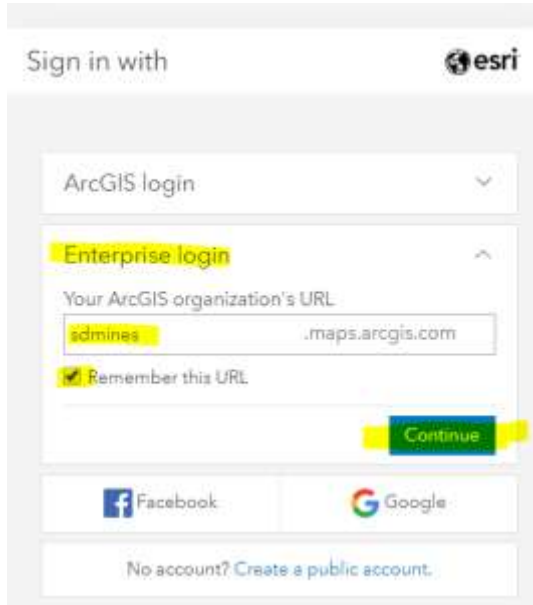 Sign in with esri
ArcGIS login
Enterprise login
Your ArcGIS organization's URL
sdmines .maps.arcgis.com
Remember this URL
Continue
Facebook Google
No account? Create a public account.